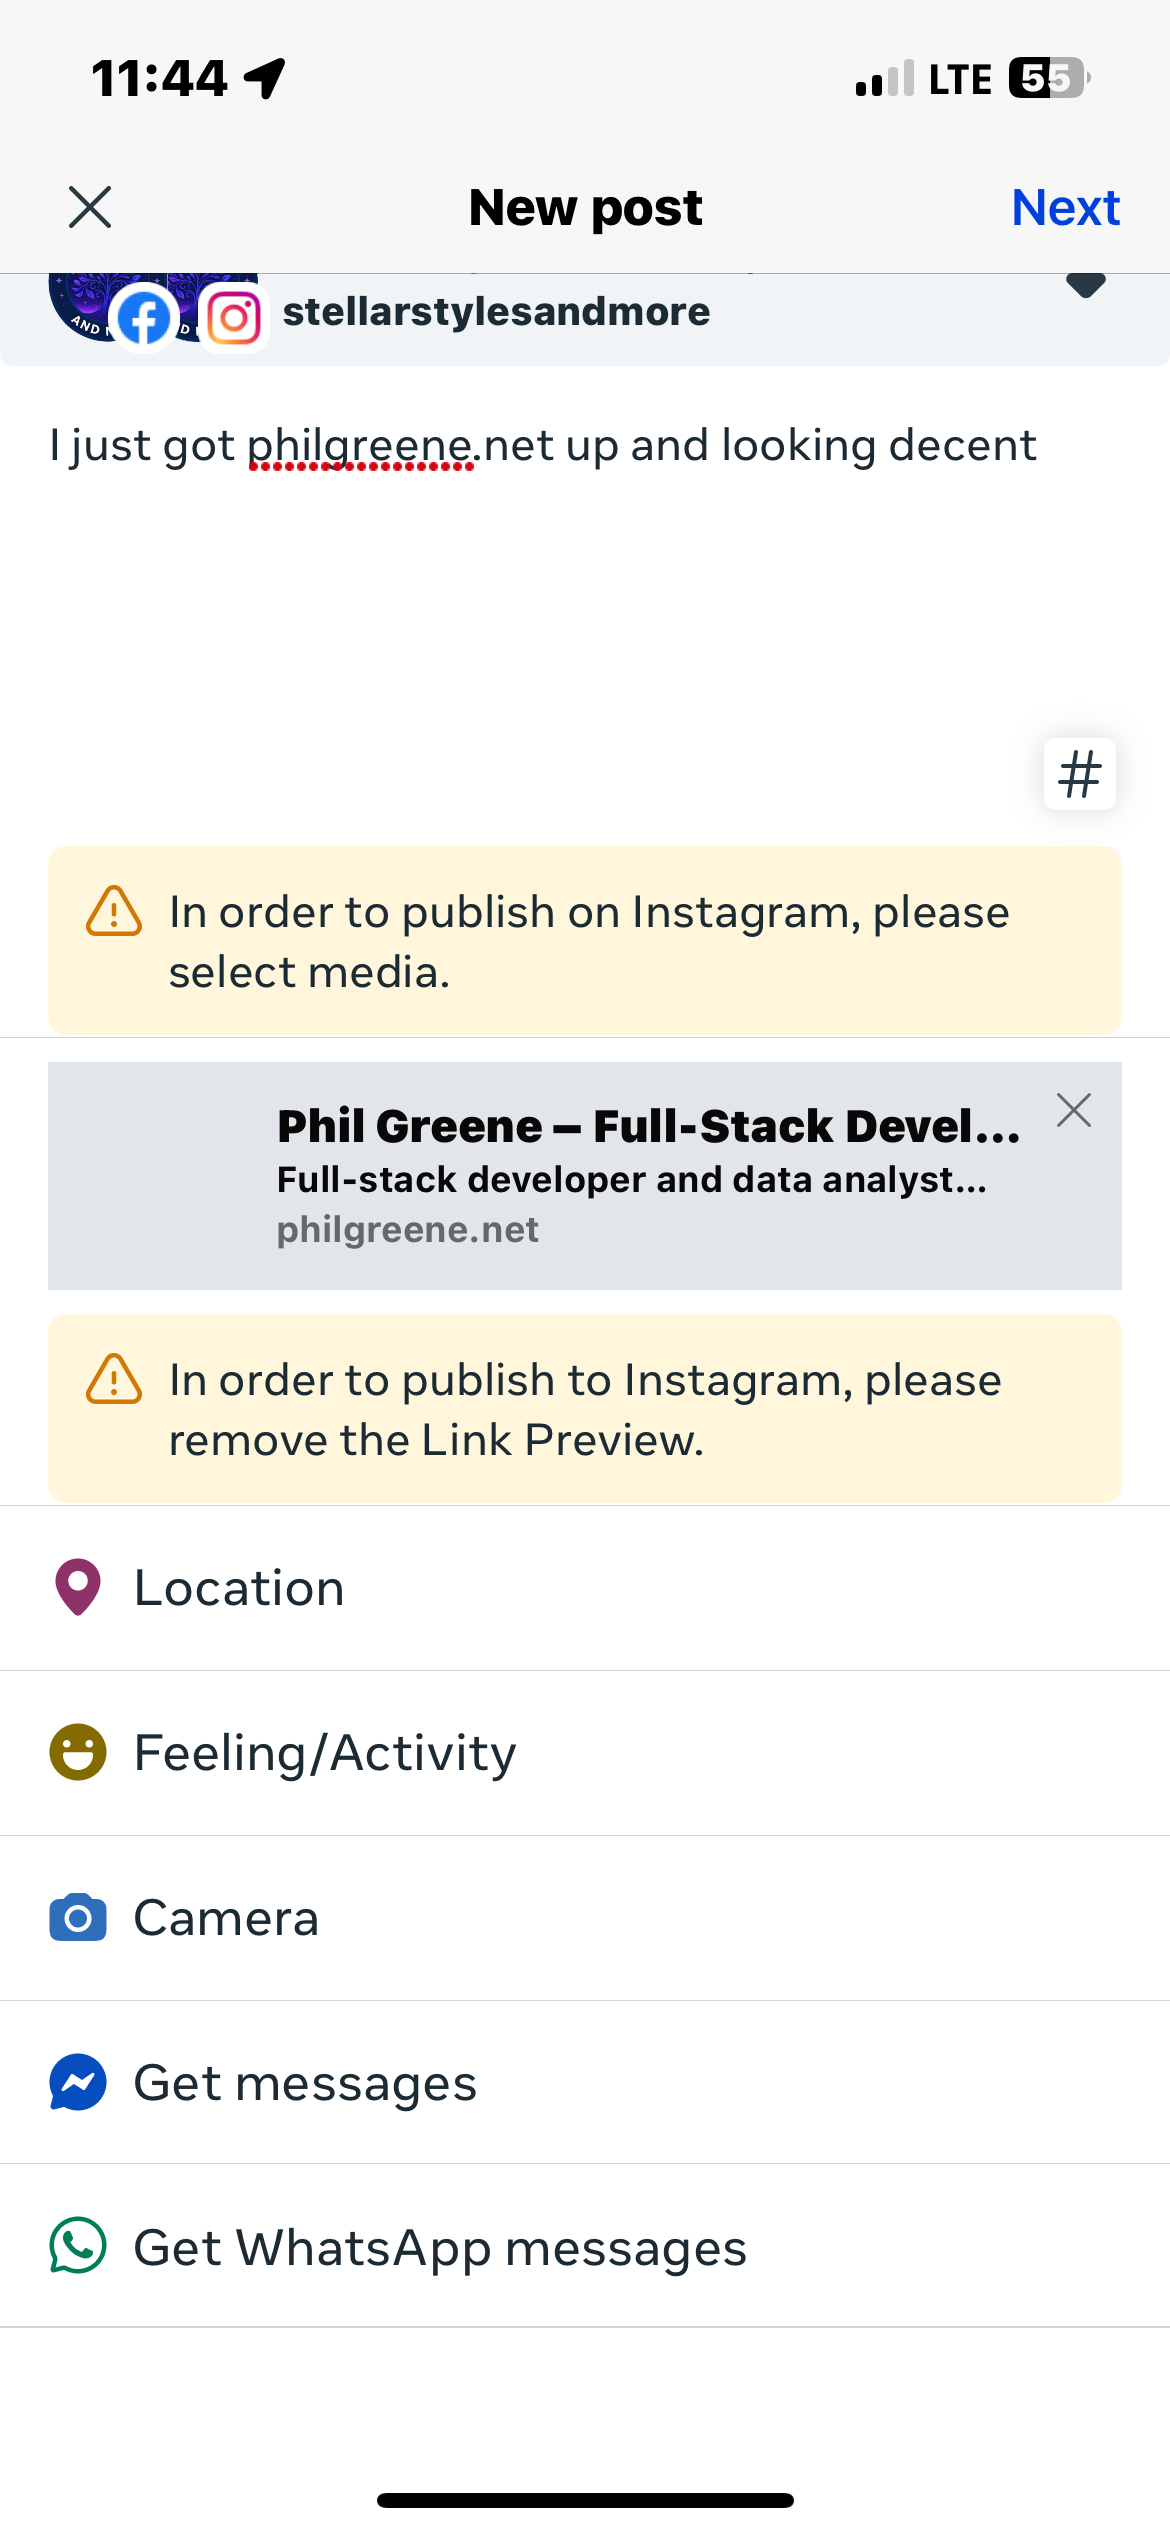 11:44
LTE 55
New post
Next
AND
D
stellarstylesandmore
I just got philgreene.net up and looking decent
#
In order to publish on Instagram, please
select media.
Phil Greene – Full-Stack Devel...
Full-stack developer and data analyst...
philgreene.net
In order to publish to Instagram, please
remove the Link Preview.
Location
Feeling/Activity
Camera
Get messages
Get WhatsApp messages